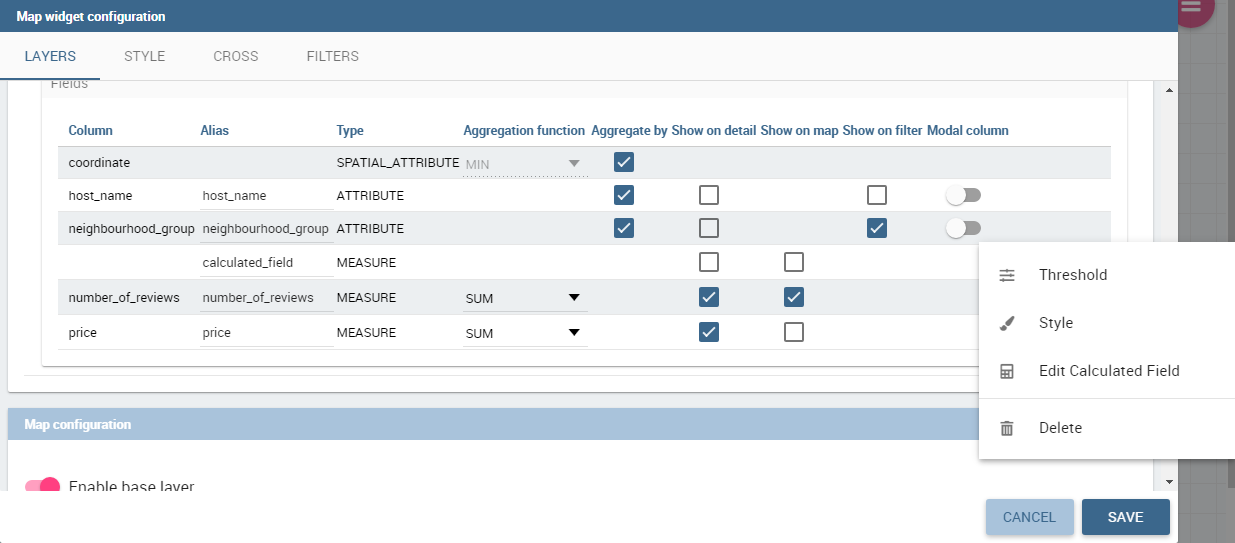 Map widget configuration
LAYERS STYLE CROSS FILTERS
Fields
Column Alias Type Aggregation function Aggregate by Show on detail Show on map Show on filter Modal column
coordinate SPATIAL_ATTRIBUTE MIN
host_name host_name ATTRIBUTE
neighbourhood_group neighbourhood_group ATTRIBUTE
calculated_field MEASURE
number_of_reviews number_of_reviews MEASURE SUM
price price MEASURE SUM
Threshold
Style
Edit Calculated Field
Delete
Map configuration
Enable base layer
CANCEL SAVE